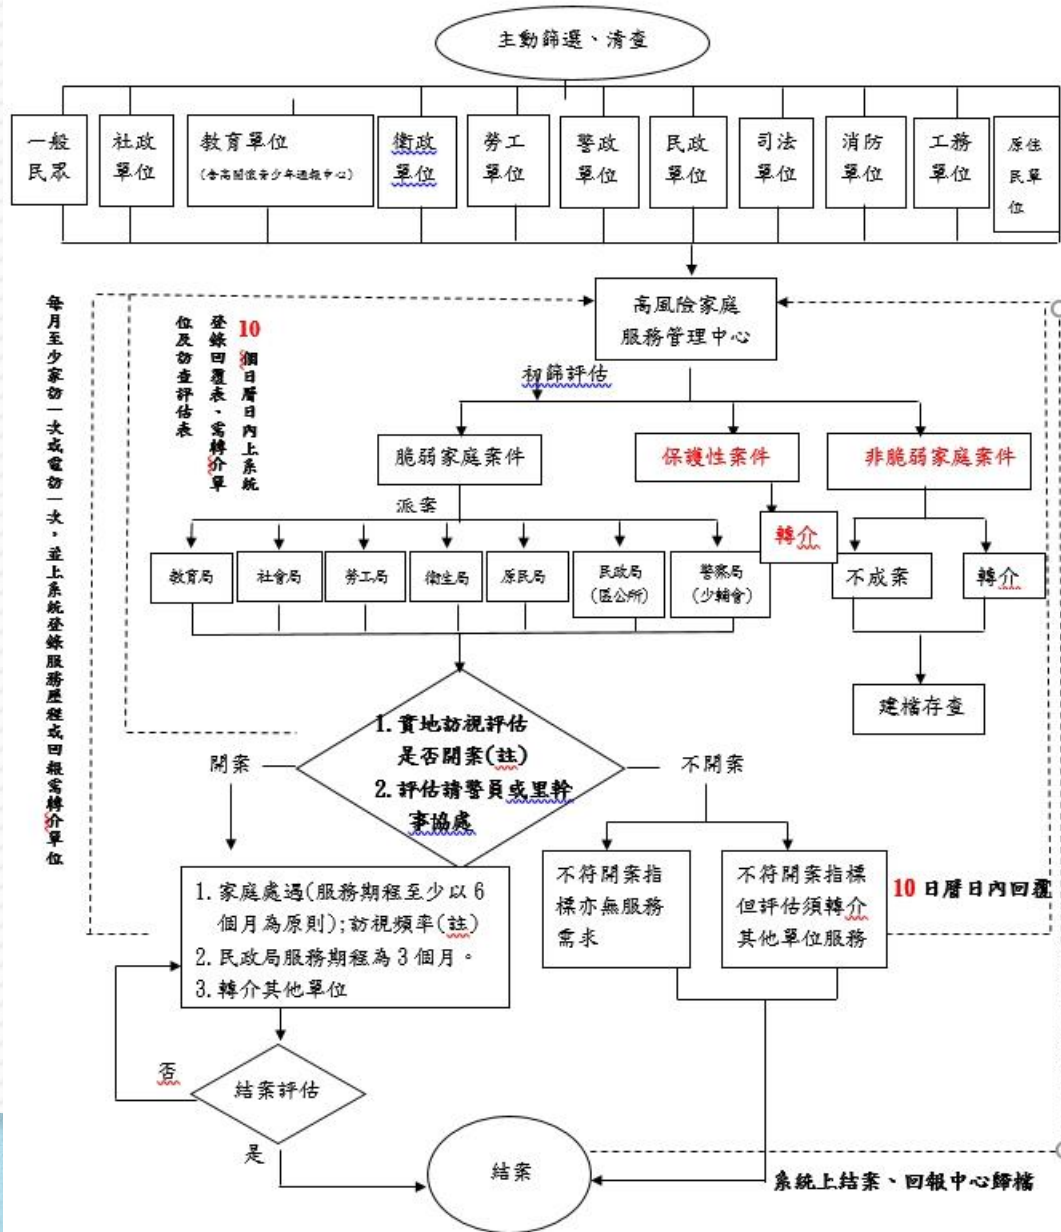 主動篩選、清查
一般
民眾
社政
單位
教育單位
(含高關懷青少年通報中心)
衛政
單位
勞工
單位
警政
單位
民政
單位
司法
單位
消防
單位
工務
單位
原住
民單
位
高風險家庭
服務管理中心
每月至少家訪一次或電訪一次，並上系統登錄服務歷程或回報需轉介單位
10個日曆日內上系統
登錄回覆表、需轉介單
位及訪查評估表
初篩評估
脆弱家庭案件
保護性案件
非脆弱家庭案件
派案
轉介
教育局
社會局
勞工局
衛生局
原民局
民政局
(區公所)
警察局
(少輔會)
不成案
轉介
建檔存查
1.實地訪視評估
是否開案(註)
2.評估請警員或里幹
事協處
開案
不開案
1.家庭處遇(服務期程至少以6
個月為原則);訪視頻率(註)
2.民政局服務期程為3個月。
3.轉介其他單位
不符開案指
標亦無服務
需求
不符開案指標
但評估須轉介
其他單位服務
10日曆日內回覆
否
結案評估
是
結案
系統上結案、回報中心歸檔